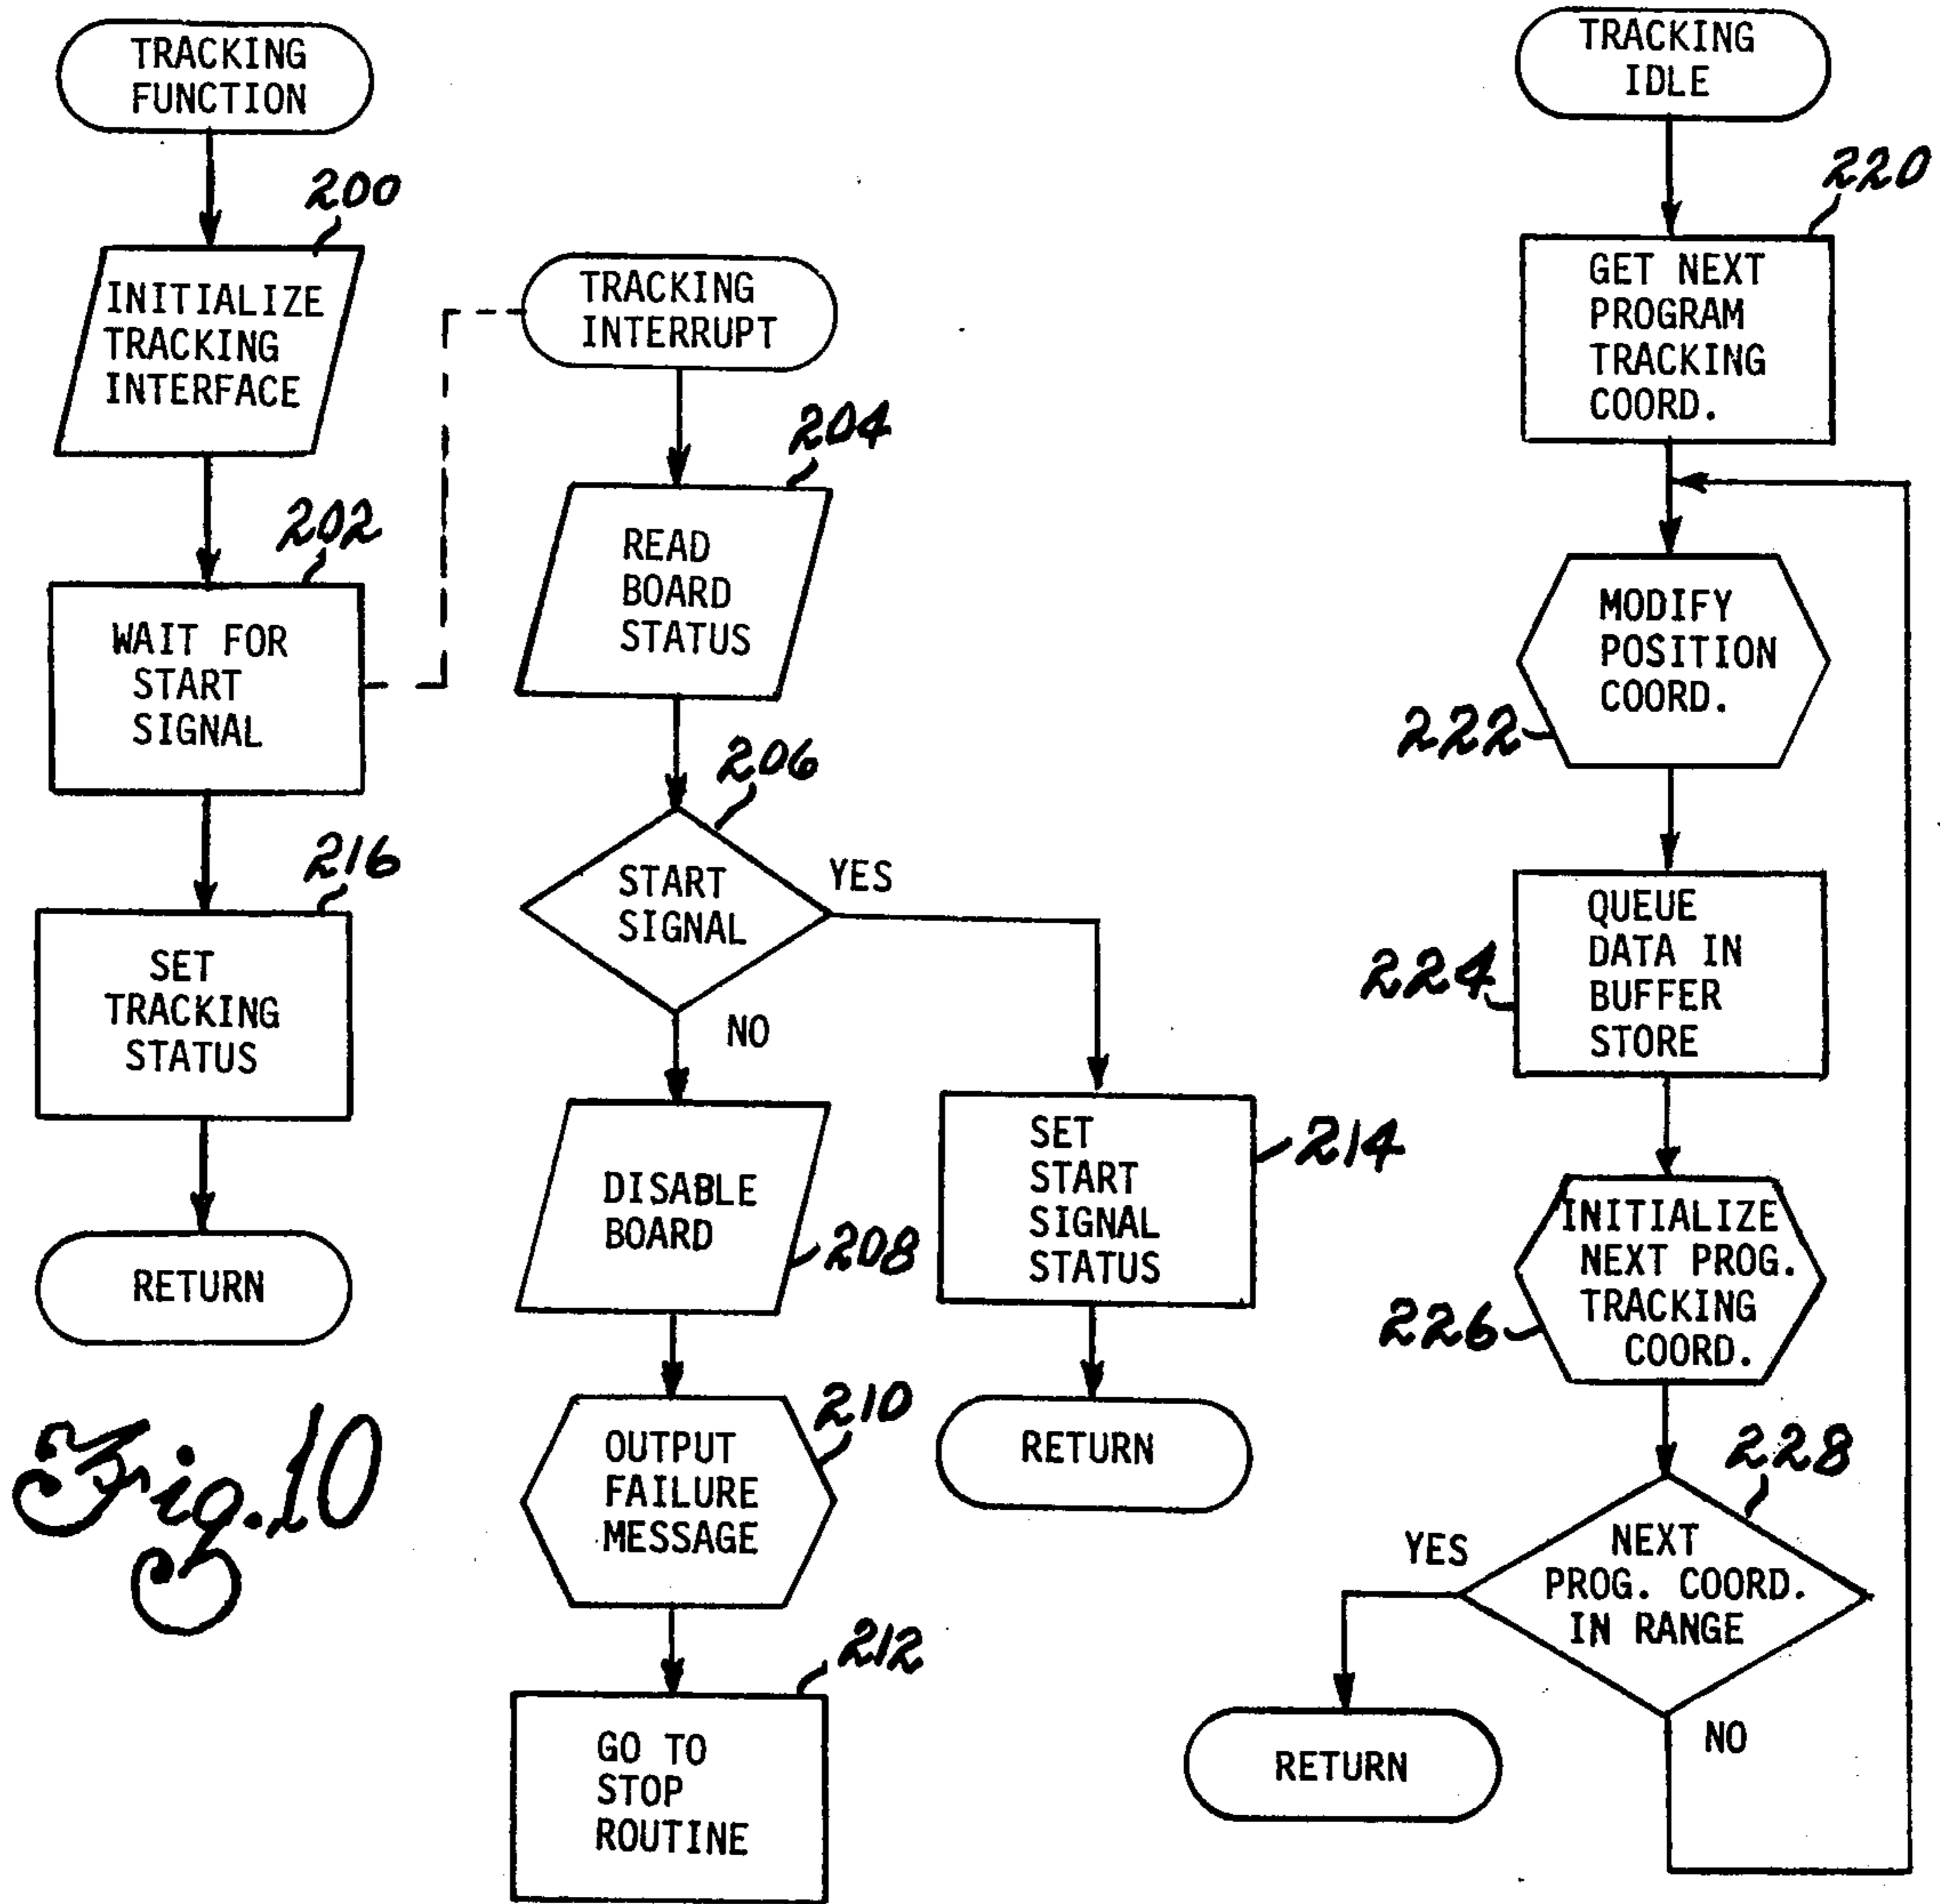 TRACKING
FUNCTION
200
INITIALIZE
TRACKING
INTERFACE
202
WAIT FOR
START
SIGNAL
216
SET
TRACKING
STATUS
RETURN
Fig.10
TRACKING
INTERRUPT
204
READ
BOARD
STATUS
206
START
SIGNAL
YES
NO
DISABLE
BOARD
208
OUTPUT
FAILURE
MESSAGE
210
212
GO TO
STOP
ROUTINE
SET
START
SIGNAL
STATUS
214
RETURN
TRACKING
IDLE
220
GET NEXT
PROGRAM
TRACKING
COORD.
MODIFY
POSITION
COORD.
222
QUEUE
DATA IN
BUFFER
STORE
224
INITIALIZE
NEXT PROG.
TRACKING
COORD.
226
228
NEXT
PROG. COORD.
IN RANGE
YES
NO
RETURN